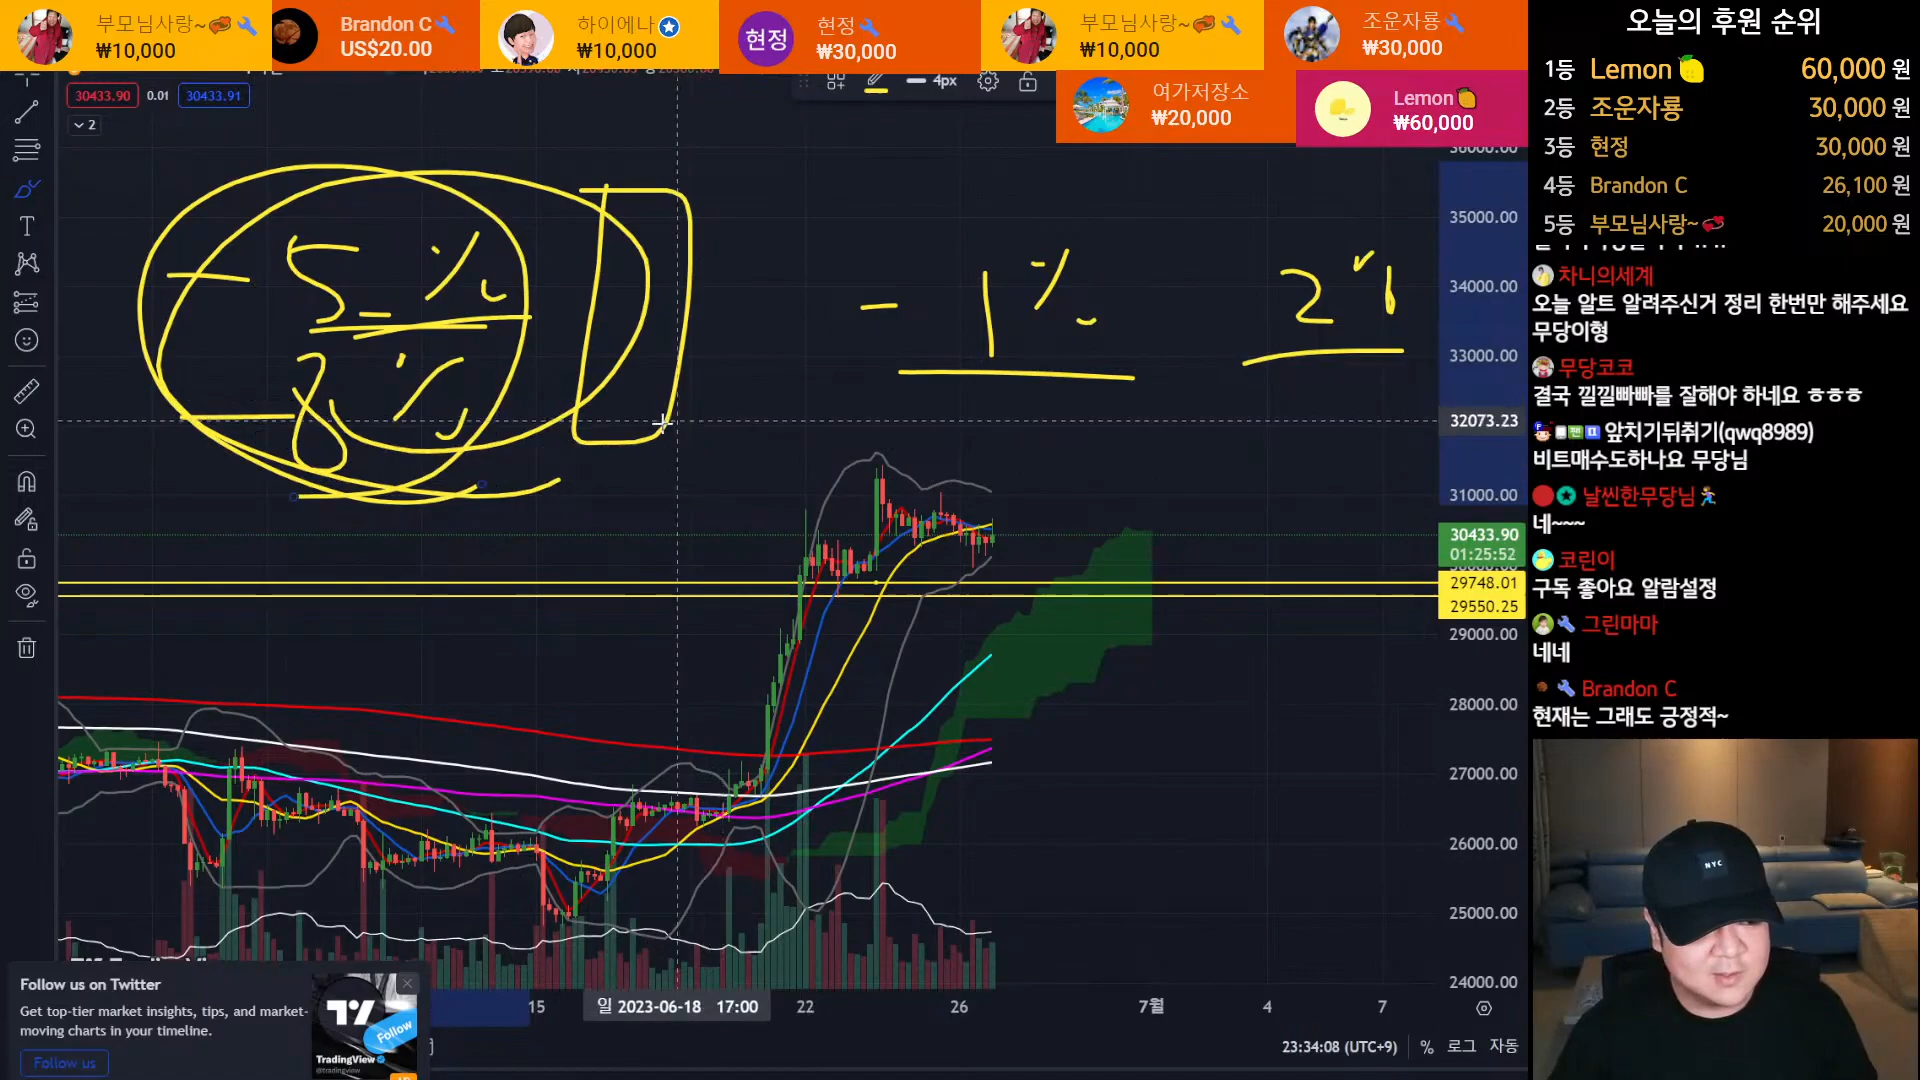 부모님사랑~
₩10,000
Brandon C
US$20.00
하이에나
₩10,000
현정
현정
₩30,000
부모님사랑~
₩10,000
조운자룡
₩30,000
여가저장소
₩20,000
Lemon
₩60,000
오늘의 후원 순위
1등 Lemon 60,000 원
2등 조운자룡 30,000 원
3등 현정 30,000 원
4등 Brandon C 26,100 원
5등 부모님사랑~ 20,000 원
30433.90 0.01 30433.91
2
4px
- 5 %
- 8 %
- 1 %
2 %
36000.00
35000.00
34000.00
33000.00
32073.23
31000.00
30433.90
01:25:52
29748.01
29550.25
29000.00
28000.00
27000.00
26000.00
25000.00
24000.00
15
일 2023-06-18 17:00
22
26
7월
4
7
23:34:08 (UTC+9)
% 로그 자동
Follow us on Twitter
Get top-tier market insights, tips, and market-
moving charts in your timeline.
Follow us
Follow
TradingView
@tradingview
차니의세계
오늘 알트 알려주신거 정리 한번만 해주세요
무당이형
무당코코
결국 낄낄빠빠를 잘해야 하네요 ㅎㅎㅎ
앞치기뒤취기(qwq8989)
비트매수도하나요 무당님
날씬한무당님
네~~~
코린이
구독 좋아요 알람설정
그린마마
네네
Brandon C
현재는 그래도 긍정적~
NYC